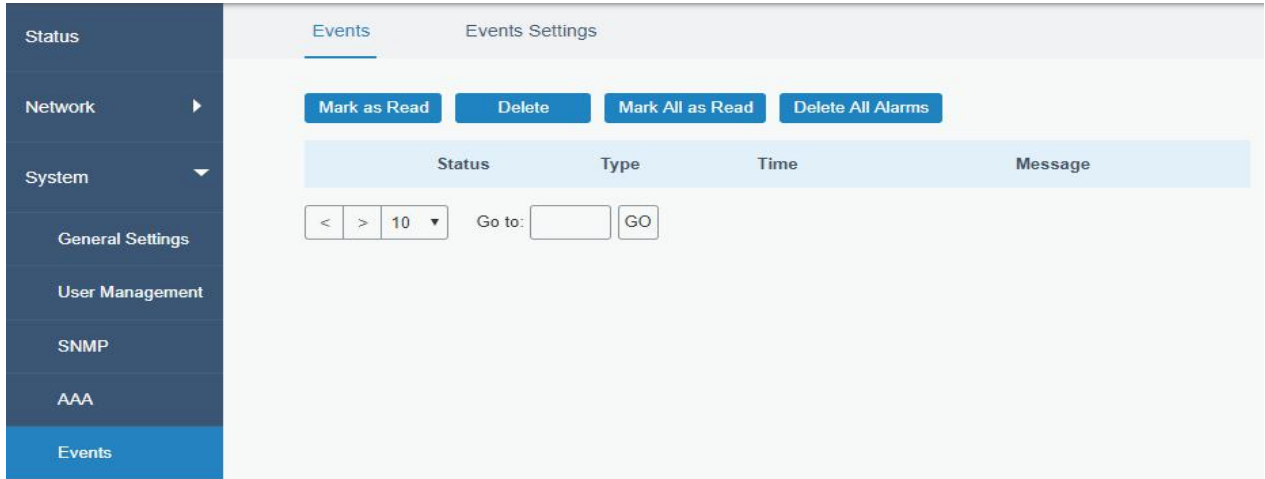 Status
Network
System
General Settings
User Management
SNMP
AAA
Events
Events Events Settings
Mark as Read Delete Mark All as Read Delete All Alarms
Status Type Time Message
< > 10 Go to: GO